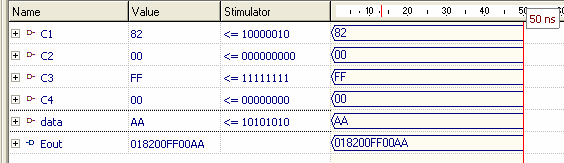 Name Value Stimulator 10 20 30 40 50
50 ns
C1 82 <= 10000010 82
C2 00 <= 000000000 00
C3 FF <= 11111111 FF
C4 00 <= 00000000 00
data AA <= 10101010 AA
Eout 018200FF00AA 018200FF00AA